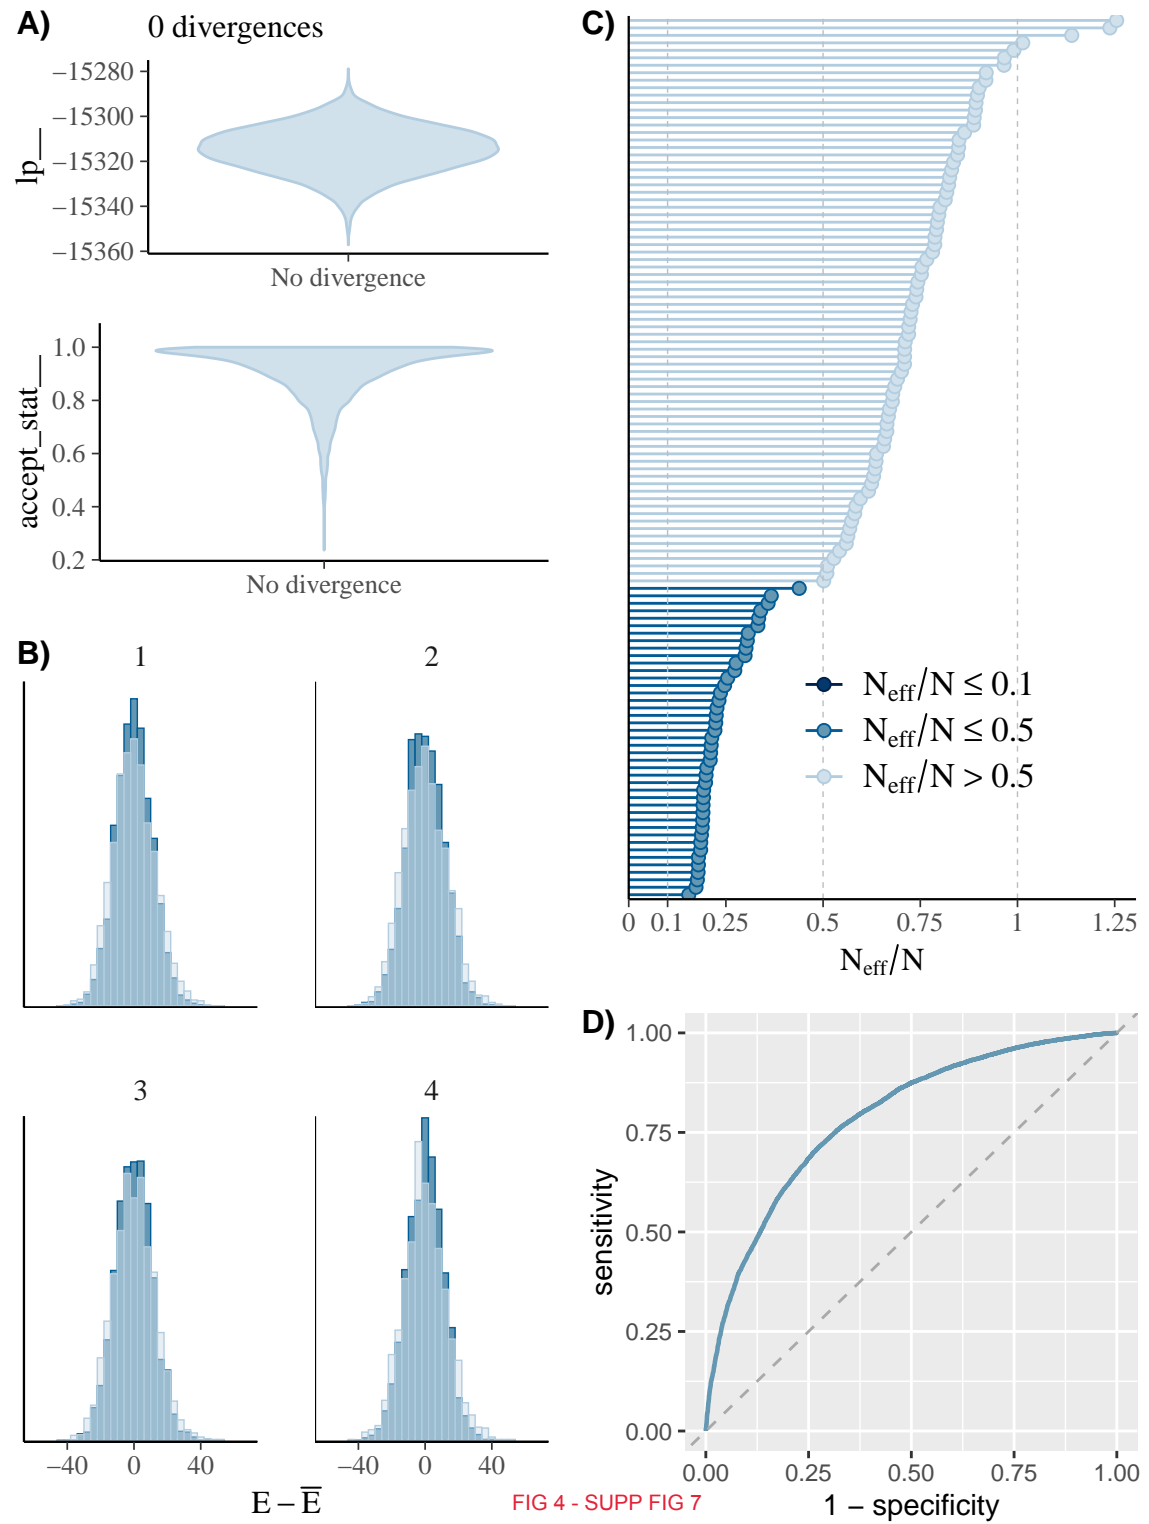 A)
0 divergences
−15280
−15300
−15320
−15340
−15360
lp__
No divergence
1.0
0.8
0.6
0.4
0.2
accept_stat__
No divergence
B)
1
2
3
4
−40 0 40
−40 0 40
E − E̅
C)
Neff/N ≤ 0.1
Neff/N ≤ 0.5
Neff/N > 0.5
0 0.1 0.25 0.5 0.75 1 1.25
Neff/N
D)
1.00
0.75
0.50
0.25
0.00
sensitivity
0.00 0.25 0.50 0.75 1.00
1 − specificity
FIG 4 - SUPP FIG 7